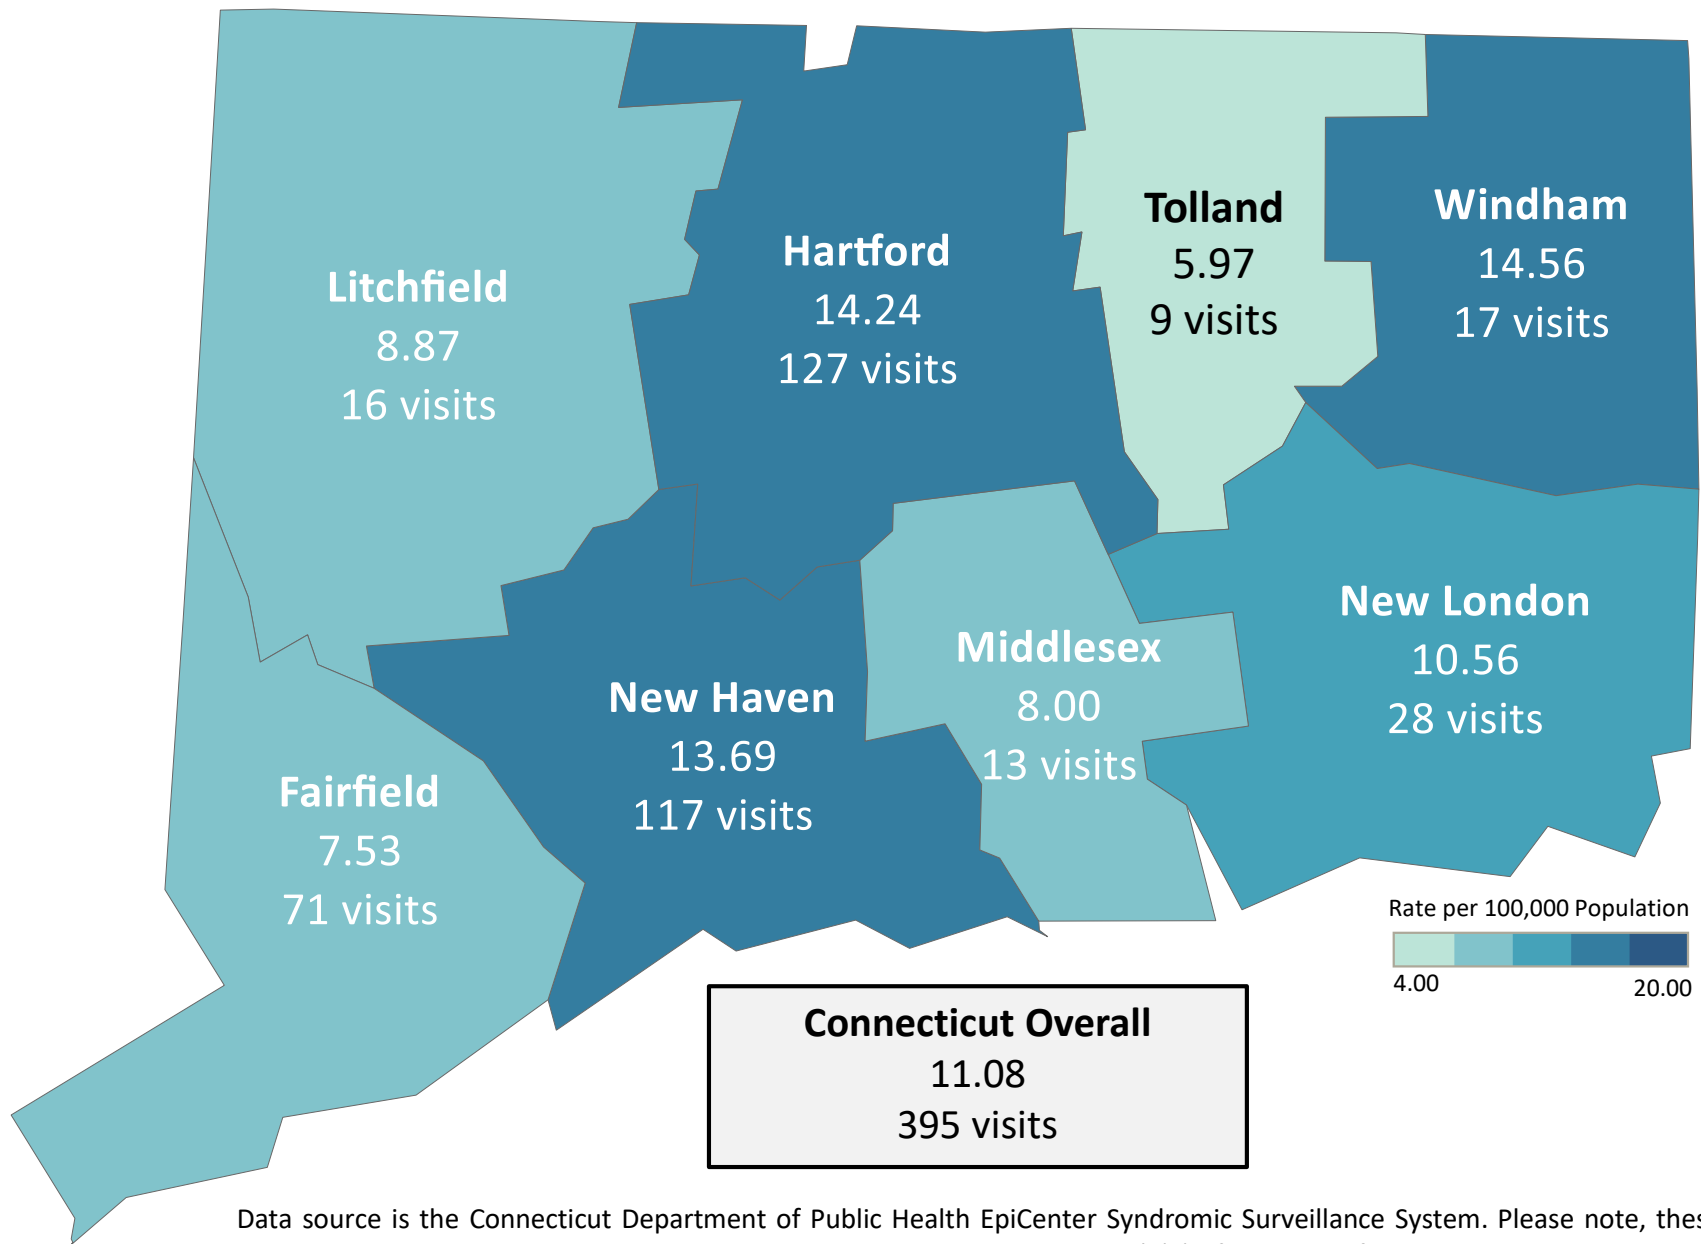 Litchfield
8.87
16 visits
Hartford
14.24
127 visits
Tolland
5.97
9 visits
Windham
14.56
17 visits
Fairfield
7.53
71 visits
New Haven
13.69
117 visits
Middlesex
8.00
13 visits
New London
10.56
28 visits
Rate per 100,000 Population
4.00
20.00
Connecticut Overall
11.08
395 visits
Data source is the Connecticut Department of Public Health EpiCenter Syndromic Surveillance System. Please note,